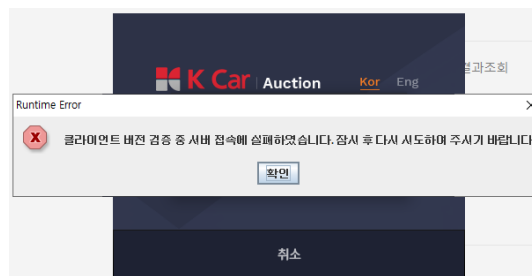 K Car Auction Kor Eng
결과조회
Runtime Error
클라이언트 버전 검증 중 서버 접속에 실패하였습니다. 잠시 후 다시 시도하여 주시기 바랍니다
확인
취소